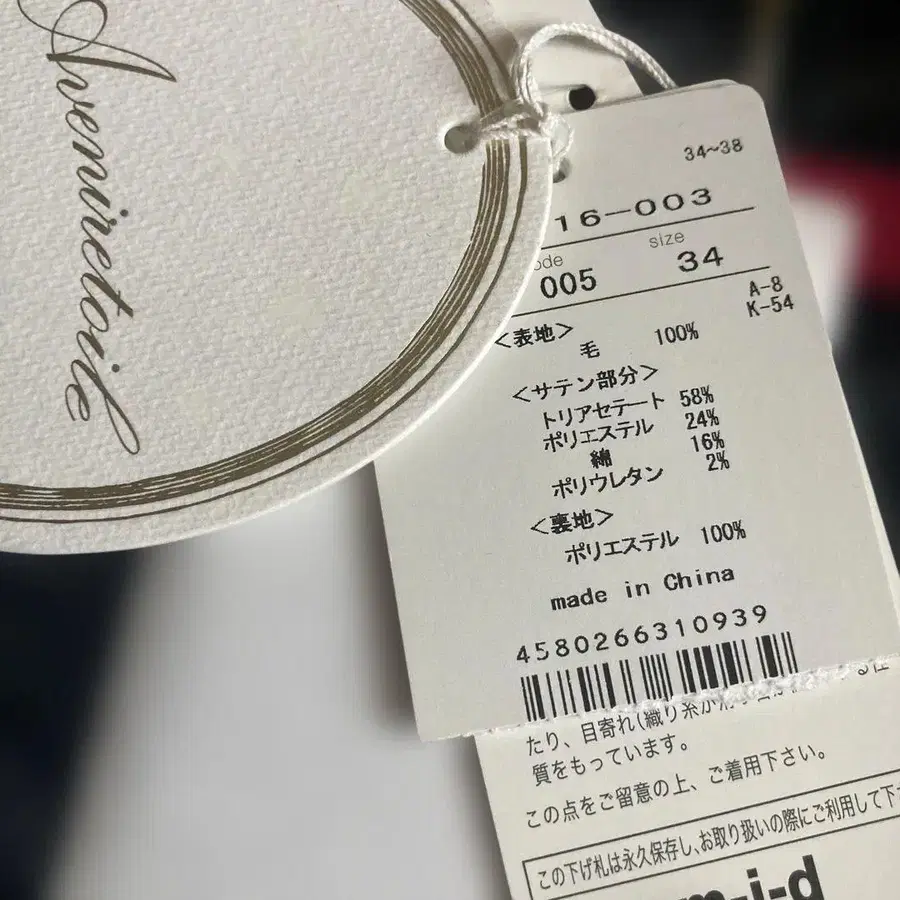 Avenirétoile
34~38
16-003
size
005
34
A-8
K-54
<表地>
毛 100%
<サテン部分>
トリアセテート 58%
ポリエステル 24%
綿 16%
ポリウレタン 2%
<裏地>
ポリエステル 100%
made in China
4580266310939
たり、目寄れ(織り糸が
質をもっています。
この点をご留意の上、ご着用下さい。
この下げ札は永久保存し、お取り扱いの際にご利用して下さ
m-i-d